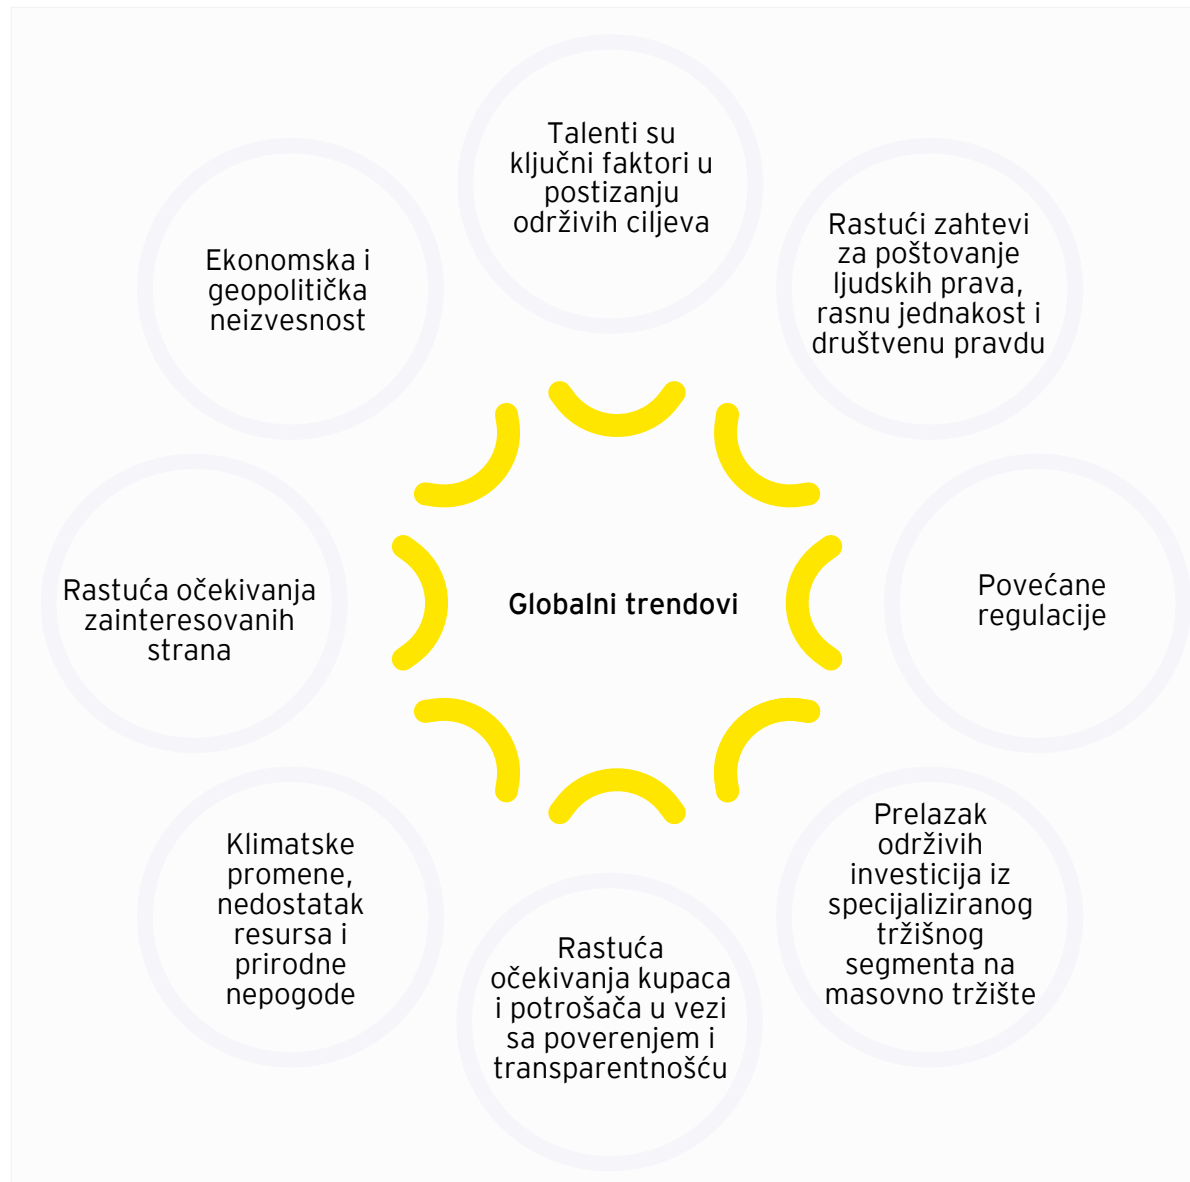 Talenti su
ključni faktori u
postizanju
održivih ciljeva
Rastući zahtevi
za poštovanje
ljudskih prava,
rasnu jednakost i
društvenu pravdu
Povećane
regulacije
Prelazak
održivih
investicija iz
specijaliziranog
tržišnog
segmenta na
masovno tržište
Rastuća
očekivanja kupaca
i potrošača u vezi
sa poverenjem i
transparentnošću
Klimatske
promene,
nedostatak
resursa i
prirodne
nepogode
Rastuća očekivanja
zainteresovanih
strana
Ekonomska i
geopolitička
neizvesnost
Globalni trendovi